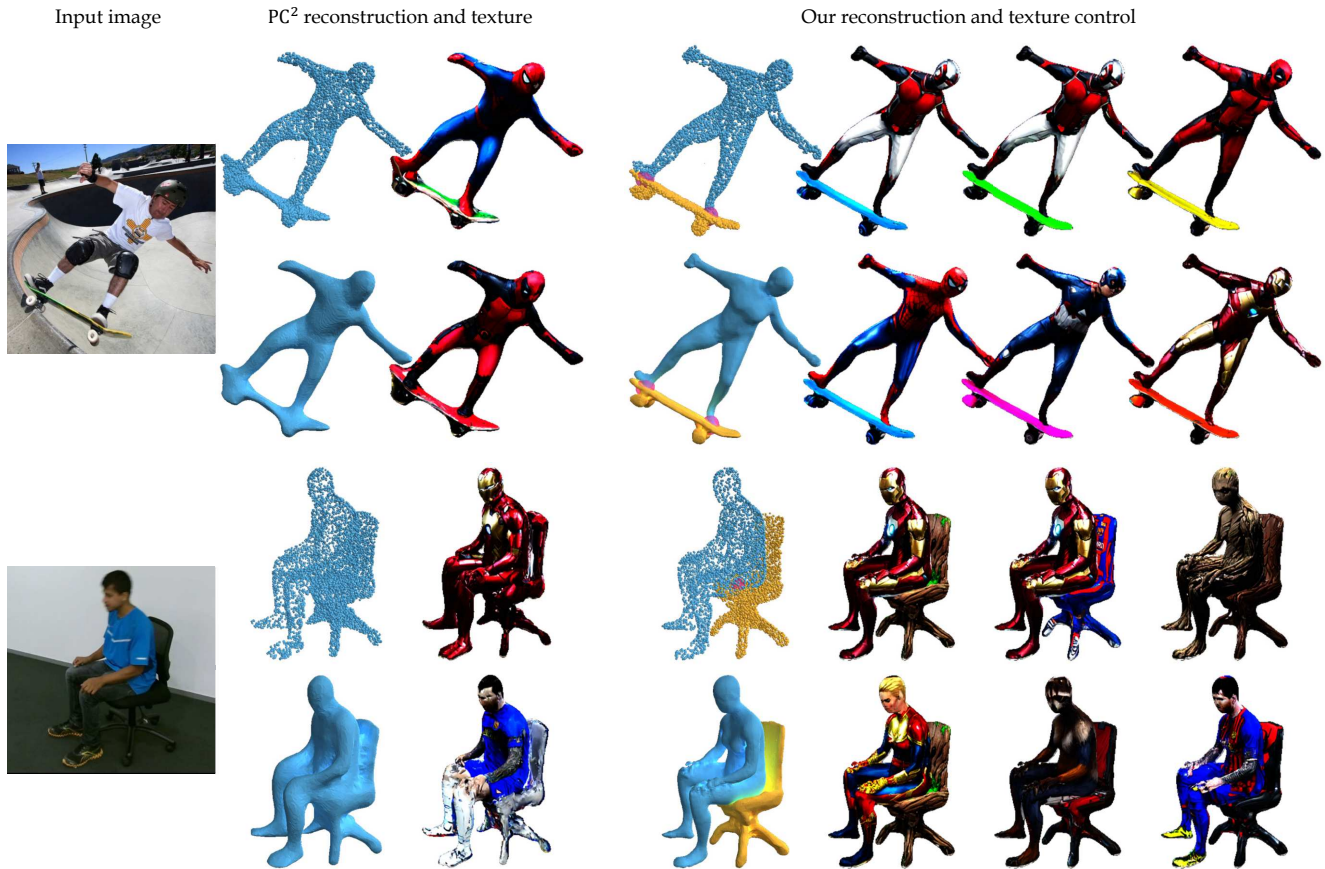 Input image
PC² reconstruction and texture
Our reconstruction and texture control